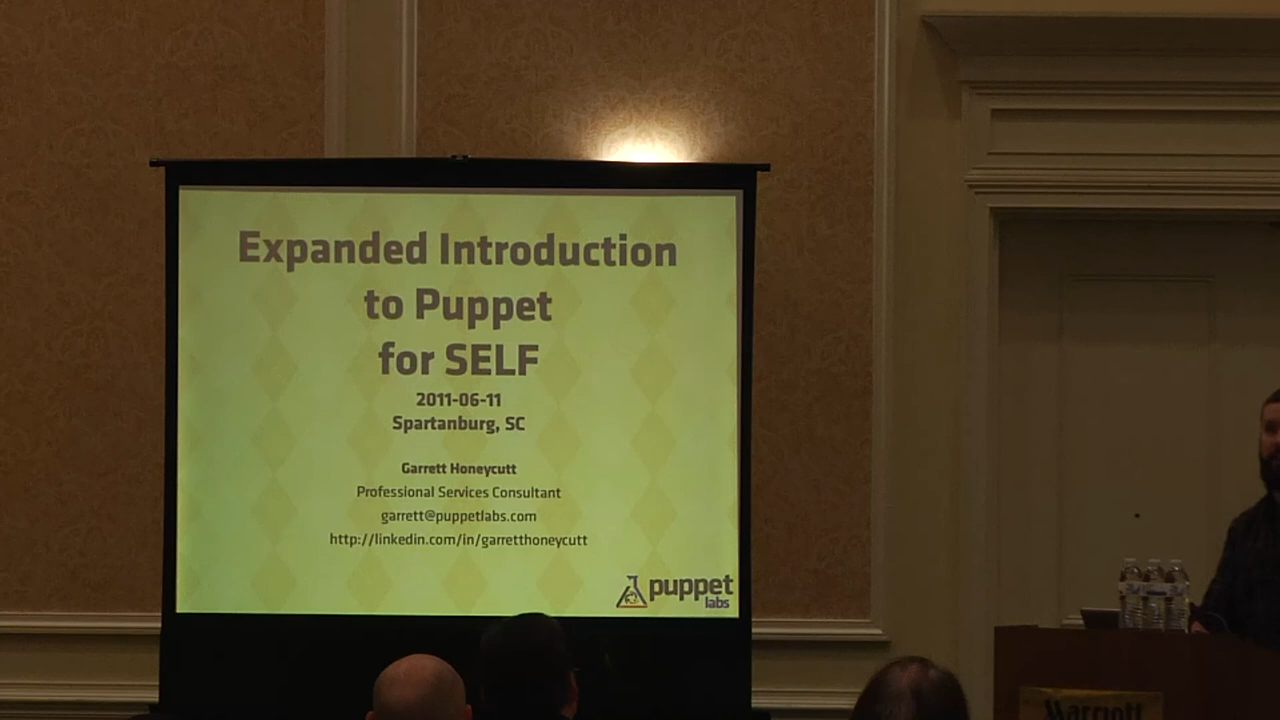 Expanded Introduction
to Puppet
for SELF
2011-06-11
Spartanburg, SC
Garrett Honeycutt
Professional Services Consultant
garrett@puppetlabs.com
http://linkedin.com/in/garretthoneycutt
puppet
labs
Marriott